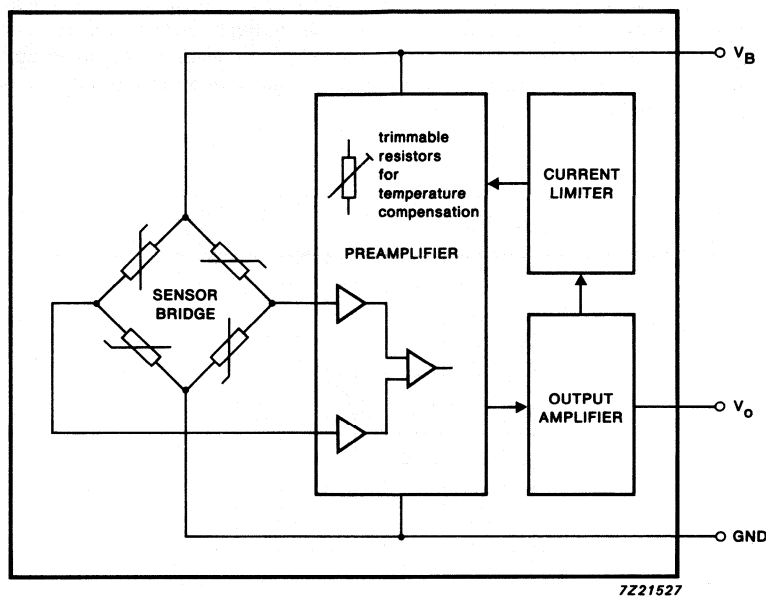 V_B
trimmable
resistors
for
temperature
compensation
PREAMPLIFIER
CURRENT
LIMITER
SENSOR
BRIDGE
OUTPUT
AMPLIFIER
V_o
GND
7Z21527